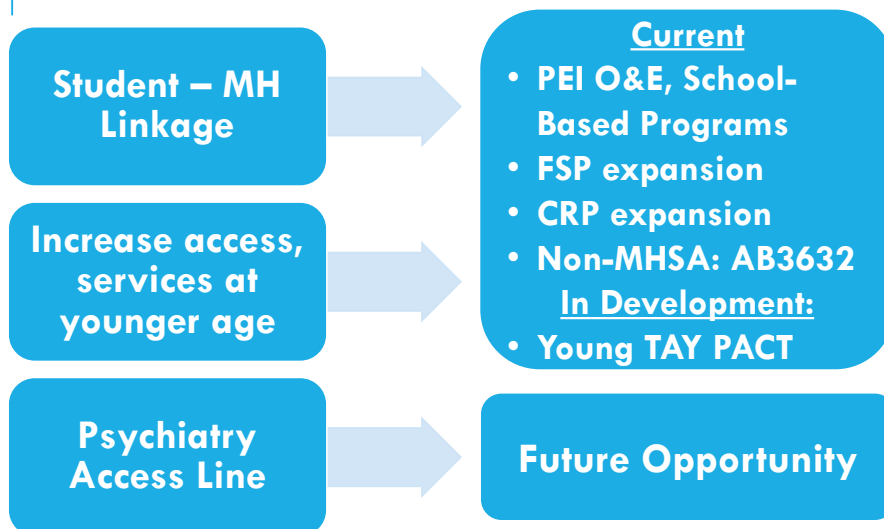 Student – MH
Linkage
Increase access,
services at
younger age
Psychiatry
Access Line
Current
• PEI O&E, School-
Based Programs
• FSP expansion
• CRP expansion
• Non-MHSA: AB3632
In Development:
• Young TAY PACT
Future Opportunity